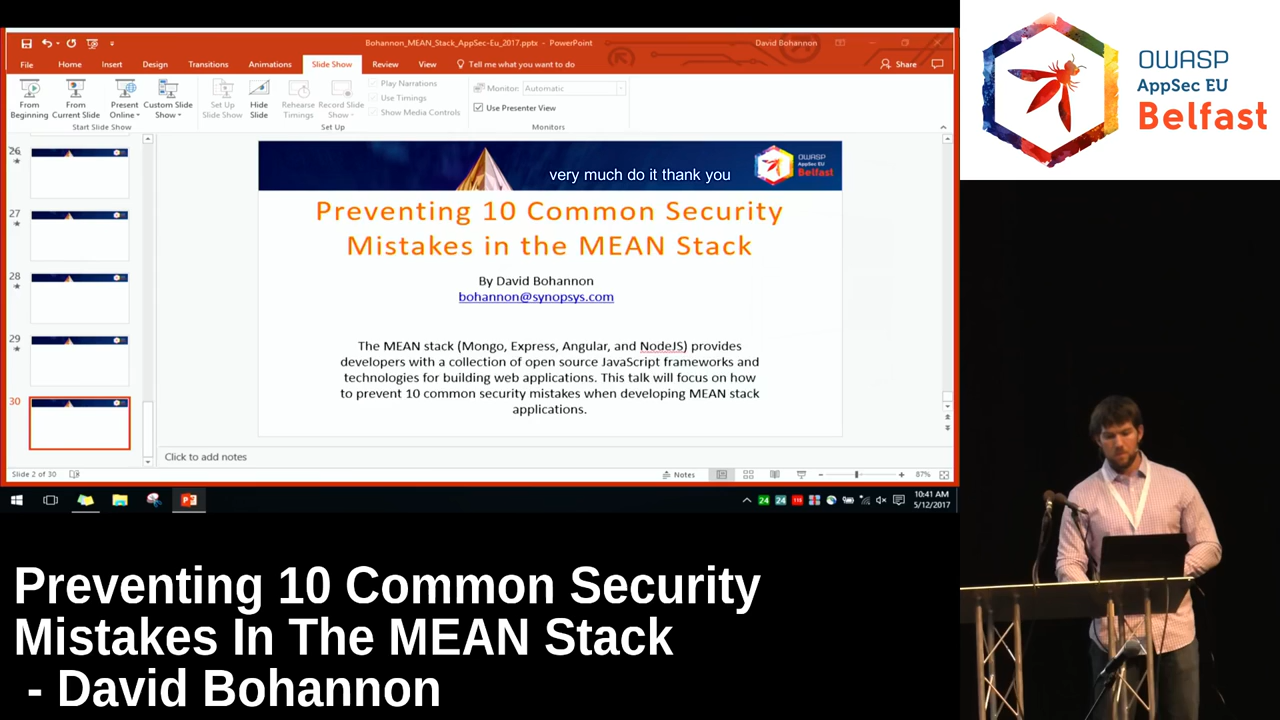 Bohannon_MEAN_Stack_AppSec-Eu_2017.pptx - PowerPoint
David Bohannon
File
Home
Insert
Design
Transitions
Animations
Slide Show
Review
View
Tell me what you want to do
Share
From Beginning
From Current Slide
Present Online
Custom Slide Show
Start Slide Show
Set Up Slide Show
Hide Slide
Rehearse Timings
Record Slide Show
Play Narrations
Use Timings
Show Media Controls
Set Up
Monitor:
Automatic
Use Presenter View
Monitors
26
27
28
29
30
very much do it thank you
OWASP
AppSec EU
Belfast
Preventing 10 Common Security
Mistakes in the MEAN Stack
By David Bohannon
bohannon@synopsys.com
The MEAN stack (Mongo, Express, Angular, and NodeJS) provides
developers with a collection of open source JavaScript frameworks and
technologies for building web applications. This talk will focus on how
to prevent 10 common security mistakes when developing MEAN stack
applications.
Click to add notes
Slide 2 of 30
Notes
87%
24
24
10:41 AM
5/12/2017
OWASP
AppSec EU
Belfast
Preventing 10 Common Security
Mistakes In The MEAN Stack
- David Bohannon